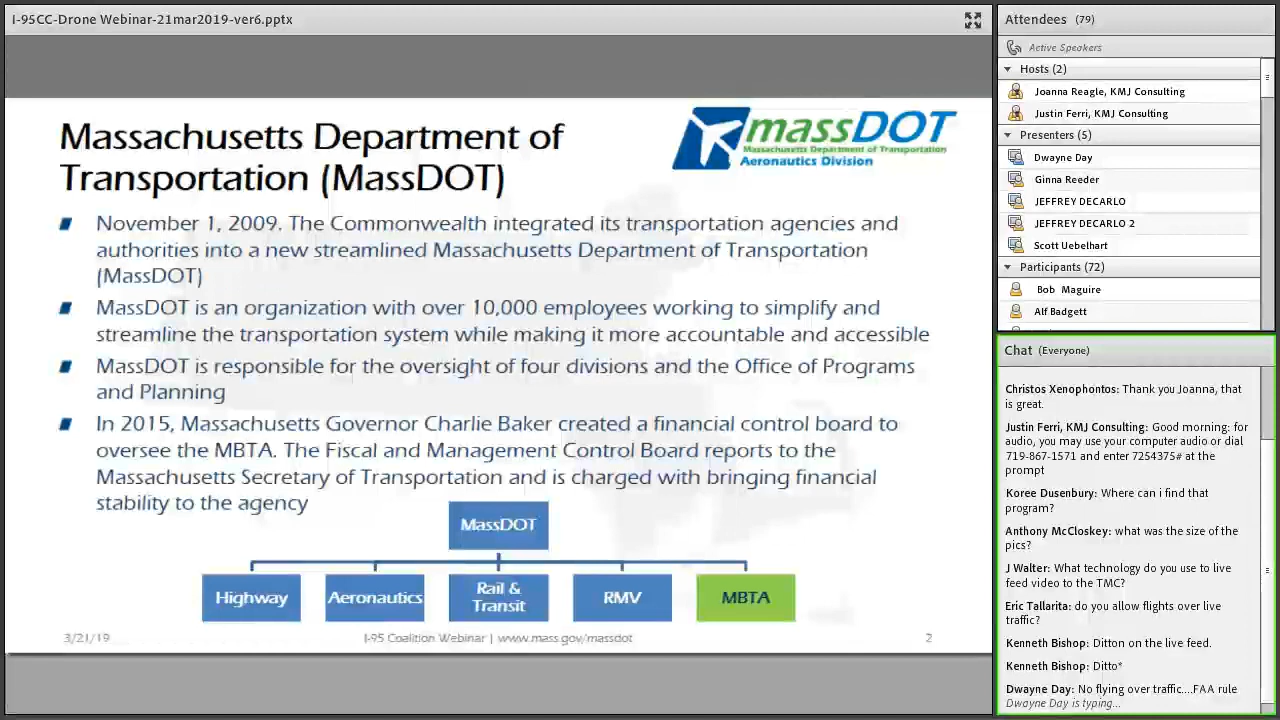 I-95CC-Drone Webinar-21mar2019-ver6.pptx
Massachusetts Department of
Transportation (MassDOT)
massDOT
Massachusetts Department of Transportation
Aeronautics Division
November 1, 2009. The Commonwealth integrated its transportation agencies and
authorities into a new streamlined Massachusetts Department of Transportation
(MassDOT)
MassDOT is an organization with over 10,000 employees working to simplify and
streamline the transportation system while making it more accountable and accessible
MassDOT is responsible for the oversight of four divisions and the Office of Programs
and Planning
In 2015, Massachusetts Governor Charlie Baker created a financial control board to
oversee the MBTA. The Fiscal and Management Control Board reports to the
Massachusetts Secretary of Transportation and is charged with bringing financial
stability to the agency
MassDOT
Highway
Aeronautics
Rail &
Transit
RMV
MBTA
3/21/19
I-95 Coalition Webinar | www.mass.gov/massdot
2
Attendees (79)
Active Speakers
Hosts (2)
Joanna Reagle, KMJ Consulting
Justin Ferri, KMJ Consulting
Presenters (5)
Dwayne Day
Ginna Reeder
JEFFREY DECARLO
JEFFREY DECARLO 2
Scott Uebelhart
Participants (72)
Bob Maguire
Alf Badgett
Chat (Everyone)
Christos Xenophontos: Thank you Joanna, that
is great.
Justin Ferri, KMJ Consulting: Good morning: for
audio, you may use your computer audio or dial
719-867-1571 and enter 7254375# at the
prompt
Koree Dusenbury: Where can i find that
program?
Anthony McCloskey: what was the size of the
pics?
J Walter: What technology do you use to live
feed video to the TMC?
Eric Tallarita: do you allow flights over live
traffic?
Kenneth Bishop: Ditton on the live feed.
Kenneth Bishop: Ditto*
Dwayne Day: No flying over traffic....FAA rule
Dwayne Day is typing...